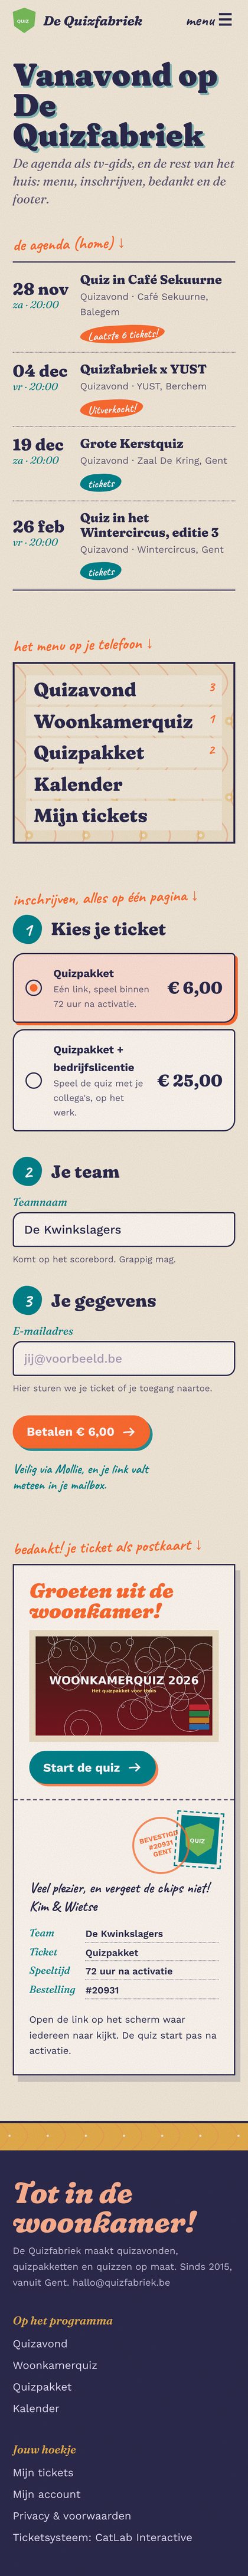 QUIZ
De Quizfabriek
menu
Vanavond op
De
Quizfabriek
De agenda als tv-gids, en de rest van het
huis: menu, inschrijven, bedankt en de
footer.
de agenda (home) ↓
28 nov
za · 20:00
Quiz in Café Sekuurne
Quizavond · Café Sekuurne,
Balegem
Laatste 6 tickets!
04 dec
vr · 20:00
Quizfabriek x YUST
Quizavond · YUST, Berchem
Uitverkocht!
19 dec
za · 20:00
Grote Kerstquiz
Quizavond · Zaal De Kring, Gent
tickets
26 feb
vr · 20:00
Quiz in het
Wintercircus, editie 3
Quizavond · Wintercircus, Gent
tickets
het menu op je telefoon ↓
Quizavond 3
Woonkamerquiz 1
Quizpakket 2
Kalender
Mijn tickets
inschrijven, alles op één pagina ↓
1 Kies je ticket
Quizpakket
Eén link, speel binnen
72 uur na activatie.
€ 6,00
Quizpakket +
bedrijfslicentie
Speel de quiz met je
collega's, op het
werk.
€ 25,00
2 Je team
Teamnaam
De Kwinkslagers
Komt op het scorebord. Grappig mag.
3 Je gegevens
E-mailadres
jij@voorbeeld.be
Hier sturen we je ticket of je toegang naartoe.
Betalen € 6,00 →
Veilig via Mollie, en je link valt
meteen in je mailbox.
bedankt! je ticket als postkaart ↓
Groeten uit de
woonkamer!
WOONKAMERQUIZ 2026
Het quizpakket voor thuis
Start de quiz →
BEVESTIGD
#20931
GENT
QUIZ
Veel plezier, en vergeet de chips niet!
Kim & Wietse
Team De Kwinkslagers
Ticket Quizpakket
Speeltijd 72 uur na activatie
Bestelling #20931
Open de link op het scherm waar
iedereen naar kijkt. De quiz start pas na
activatie.
Tot in de
woonkamer!
De Quizfabriek maakt quizavonden,
quizpakketten en quizzen op maat. Sinds 2015,
vanuit Gent. hallo@quizfabriek.be
Op het programma
Quizavond
Woonkamerquiz
Quizpakket
Kalender
Jouw hoekje
Mijn tickets
Mijn account
Privacy & voorwaarden
Ticketsysteem: CatLab Interactive